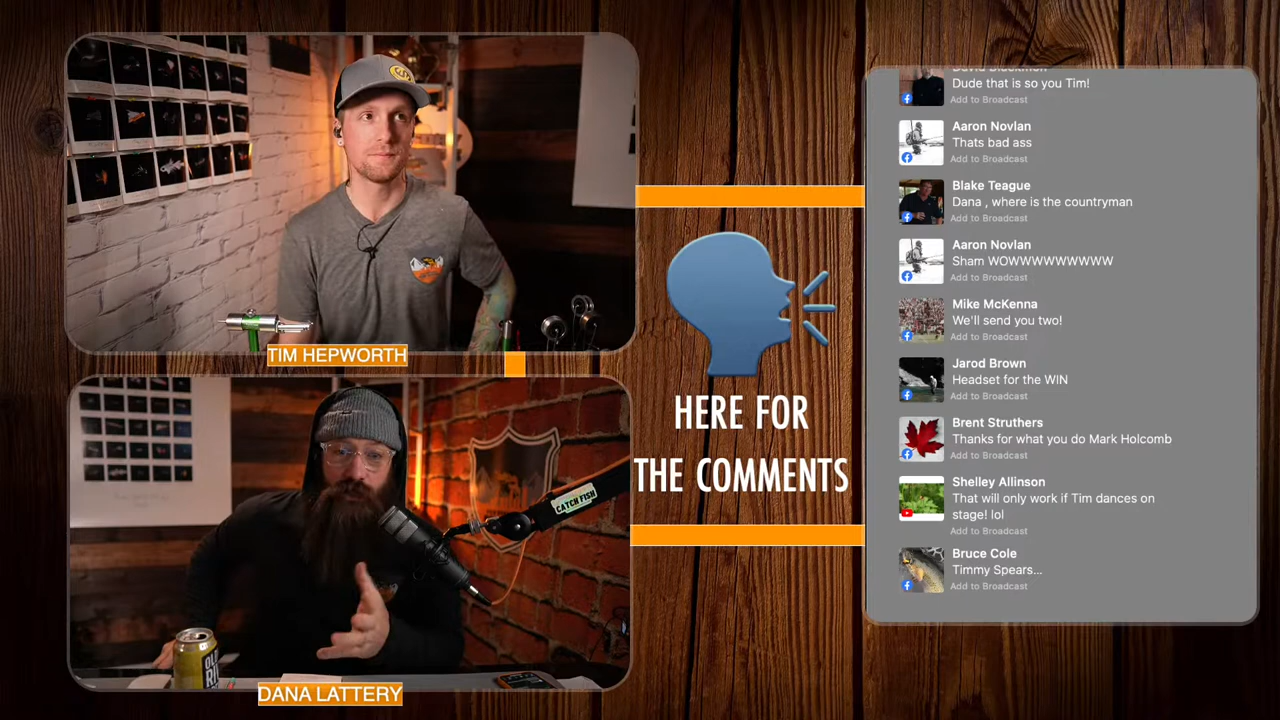 TIM HEPWORTH
CATCH FISH
DANA LATTERY
HERE FOR
THE COMMENTS
Dude that is so you Tim!
Add to Broadcast
Aaron Novlan
Thats bad ass
Add to Broadcast
Blake Teague
Dana , where is the countryman
Add to Broadcast
Aaron Novlan
Sham WOWWWWWWWWW
Add to Broadcast
Mike McKenna
We'll send you two!
Add to Broadcast
Jarod Brown
Headset for the WIN
Add to Broadcast
Brent Struthers
Thanks for what you do Mark Holcomb
Add to Broadcast
Shelley Allinson
That will only work if Tim dances on
stage! lol
Add to Broadcast
Bruce Cole
Timmy Spears...
Add to Broadcast